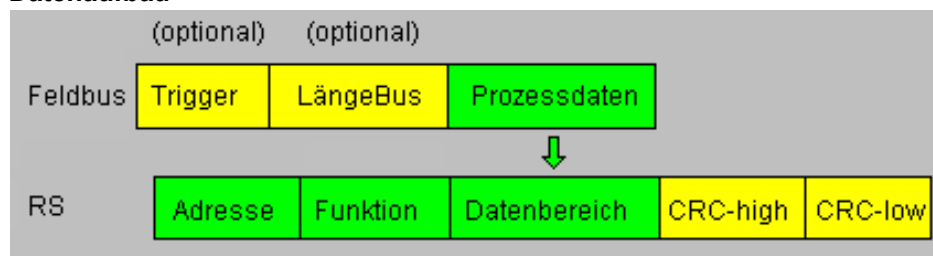 (optional) (optional)
Feldbus Trigger LängeBus Prozessdaten
RS Adresse Funktion Datenbereich CRC-high CRC-low